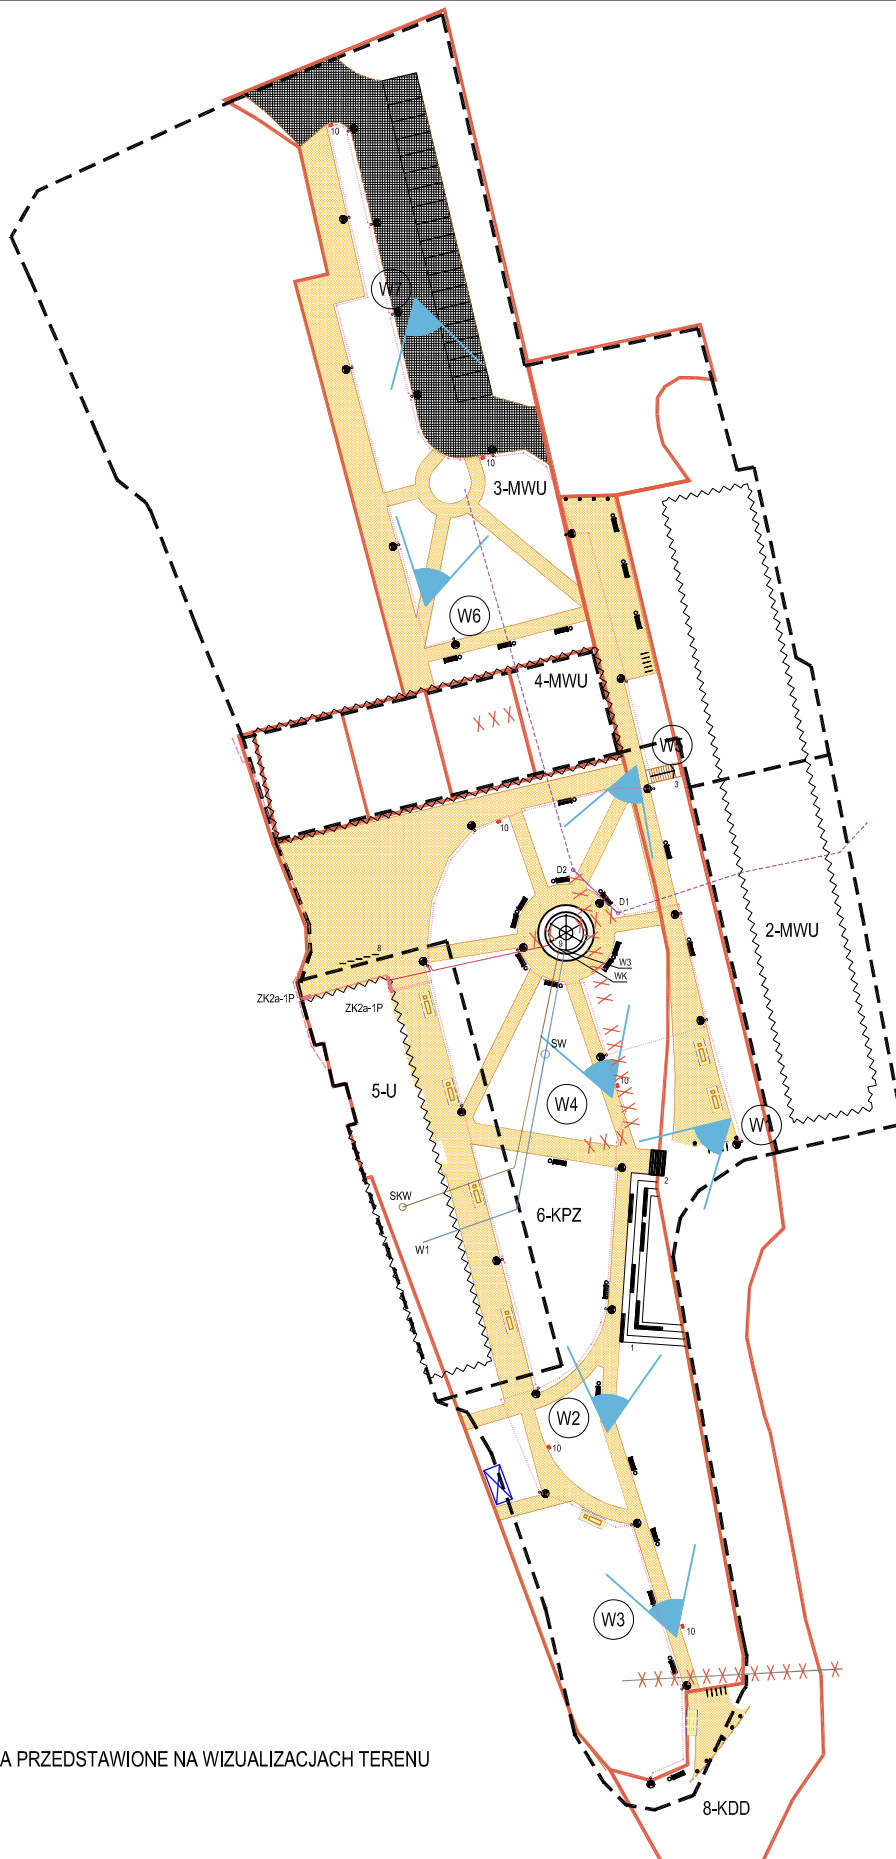 10
W7
10
3-MWU
W6
4-MWU
W5
3
10
D2
D1
2-MWU
8
9
W3
WK
ZK2a-1P
ZK2a-1P
SW
5-U
10
W4
W1
2
SKW
6-KPZ
W1
1
W2
10
W3
10
A PRZEDSTAWIONE NA WIZUALIZACJACH TERENU
8-KDD